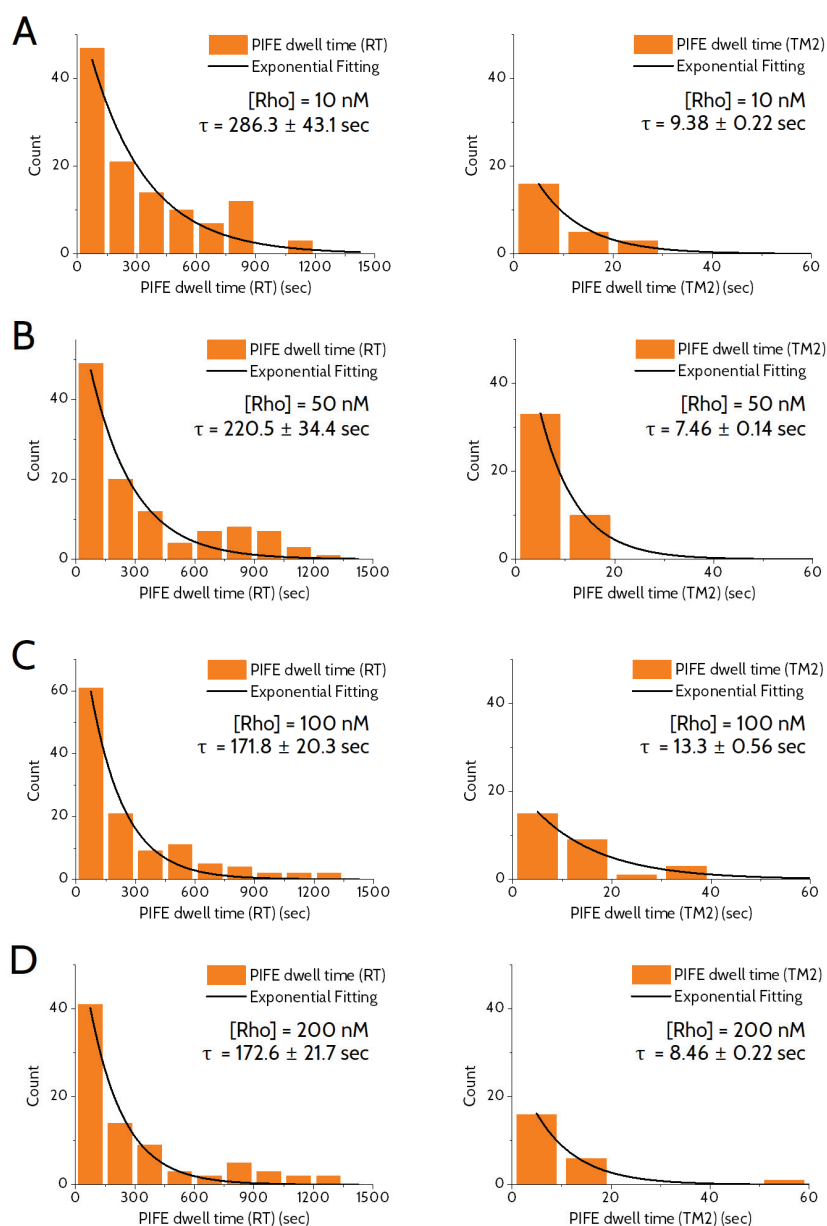 A
PIFE dwell time (RT)
Exponential Fitting
[Rho] = 10 nM
τ = 286.3 ± 43.1 sec
Count
40
20
0
0 300 600 900 1200 1500
PIFE dwell time (RT) (sec)
PIFE dwell time (TM2)
Exponential Fitting
[Rho] = 10 nM
τ = 9.38 ± 0.22 sec
Count
40
20
0
0 20 40 60
PIFE dwell time (TM2) (sec)
B
PIFE dwell time (RT)
Exponential Fitting
[Rho] = 50 nM
τ = 220.5 ± 34.4 sec
Count
40
20
0
0 300 600 900 1200 1500
PIFE dwell time (RT) (sec)
PIFE dwell time (TM2)
Exponential Fitting
[Rho] = 50 nM
τ = 7.46 ± 0.14 sec
Count
40
20
0
0 20 40 60
PIFE dwell time (TM2) (sec)
C
PIFE dwell time (RT)
Exponential Fitting
[Rho] = 100 nM
τ = 171.8 ± 20.3 sec
Count
60
40
20
0
0 300 600 900 1200 1500
PIFE dwell time (RT) (sec)
PIFE dwell time (TM2)
Exponential Fitting
[Rho] = 100 nM
τ = 13.3 ± 0.56 sec
Count
40
20
0
0 20 40 60
PIFE dwell time (TM2) (sec)
D
PIFE dwell time (RT)
Exponential Fitting
[Rho] = 200 nM
τ = 172.6 ± 21.7 sec
Count
40
20
0
0 300 600 900 1200 1500
PIFE dwell time (RT) (sec)
PIFE dwell time (TM2)
Exponential Fitting
[Rho] = 200 nM
τ = 8.46 ± 0.22 sec
Count
40
20
0
0 20 40 60
PIFE dwell time (TM2) (sec)